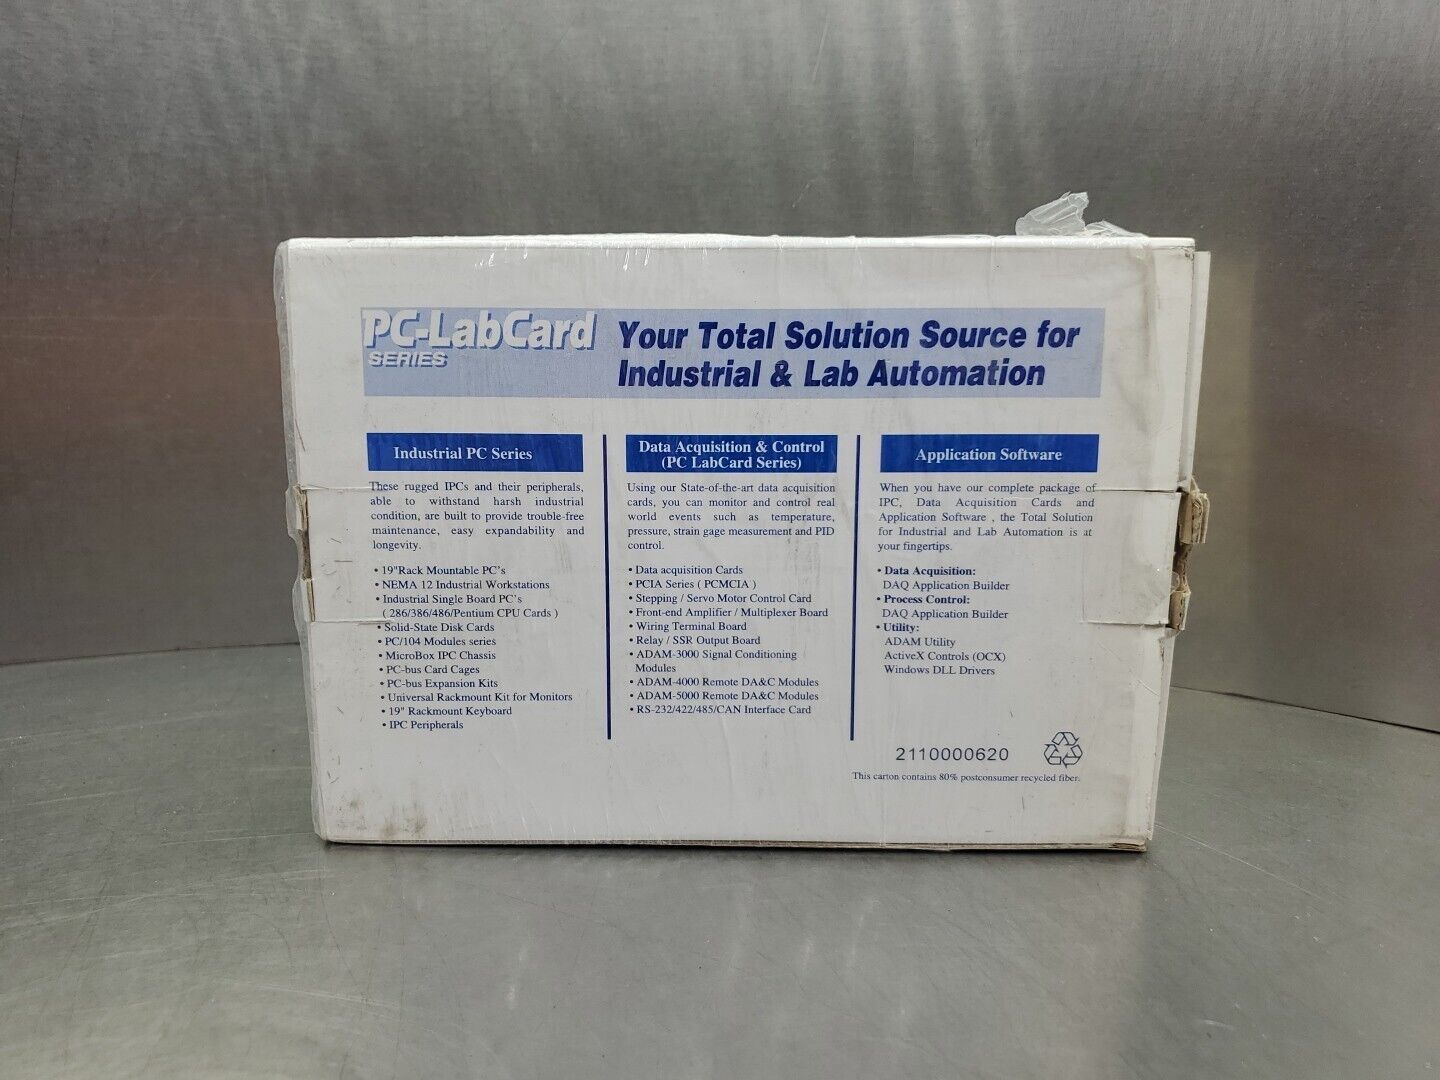 PC-LabCard
SERIES
Your Total Solution Source for
Industrial & Lab Automation
Industrial PC Series
These rugged IPCs and their peripherals,
able to withstand harsh industrial
condition, are built to provide trouble-free
maintenance, easy expandability and
longevity.
• 19"Rack Mountable PC's
• NEMA 12 Industrial Workstations
• Industrial Single Board PC's
( 286/386/486/Pentium CPU Cards )
• Solid-State Disk Cards
• PC/104 Modules series
• MicroBox IPC Chassis
• PC-bus Card Cages
• PC-bus Expansion Kits
• Universal Rackmount Kit for Monitors
• 19" Rackmount Keyboard
• IPC Peripherals
Data Acquisition & Control
(PC LabCard Series)
Using our State-of-the-art data acquisition
cards, you can monitor and control real
world events such as temperature,
pressure, strain gage measurement and PID
control.
• Data acquisition Cards
• PCIA Series ( PCMCIA )
• Stepping / Servo Motor Control Card
• Front-end Amplifier / Multiplexer Board
• Wiring Terminal Board
• Relay / SSR Output Board
• ADAM-3000 Signal Conditioning
Modules
• ADAM-4000 Remote DA&C Modules
• ADAM-5000 Remote DA&C Modules
• RS-232/422/485/CAN Interface Card
Application Software
When you have our complete package of
IPC, Data Acquisition Cards and
Application Software , the Total Solution
for Industrial and Lab Automation is at
your fingertips.
• Data Acquisition:
DAQ Application Builder
• Process Control:
DAQ Application Builder
• Utility:
ADAM Utility
ActiveX Controls (OCX)
Windows DLL Drivers
2110000620
This carton contains 80% postconsumer recycled fiber.